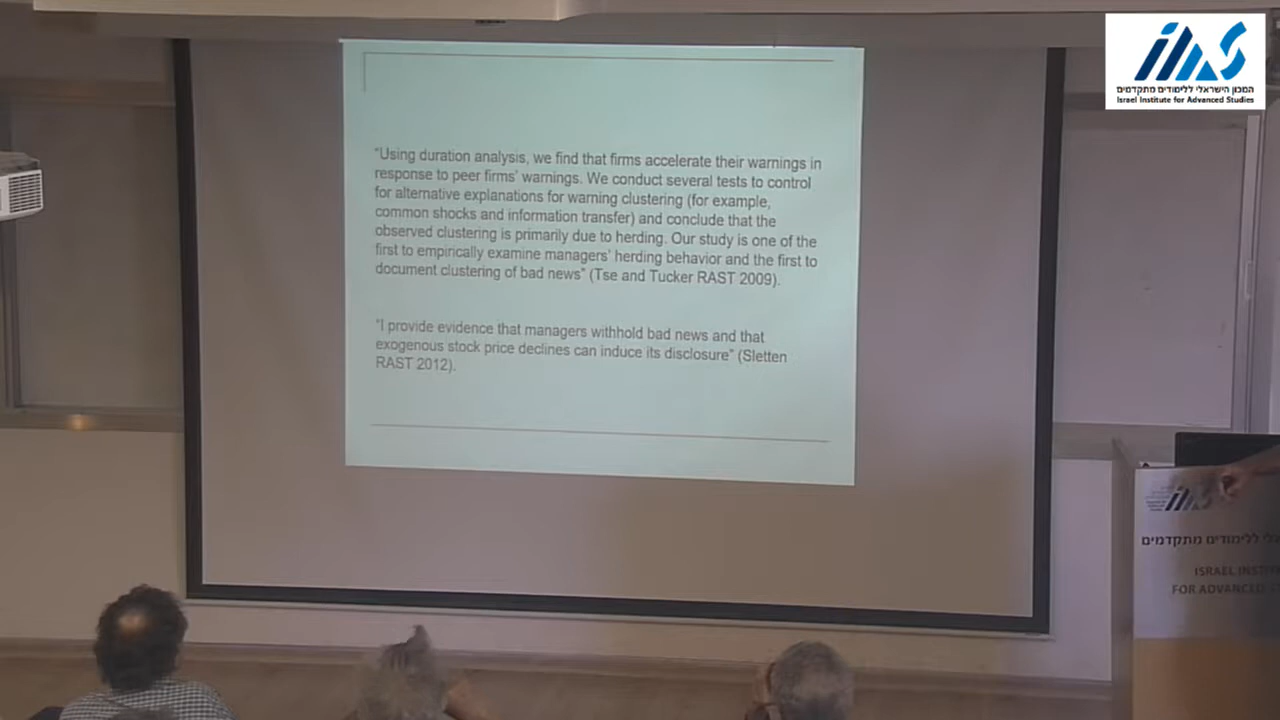 המכון הישראלי ללימודים מתקדמים
Israel Institute for Advanced Studies
“Using duration analysis, we find that firms accelerate their warnings in
response to peer firms’ warnings. We conduct several tests to control
for alternative explanations for warning clustering (for example,
common shocks and information transfer) and conclude that the
observed clustering is primarily due to herding. Our study is one of the
first to empirically examine managers’ herding behavior and the first to
document clustering of bad news” (Tse and Tucker RAST 2009).
“I provide evidence that managers withhold bad news and that
exogenous stock price declines can induce its disclosure” (Sletten
RAST 2012).
ללימודים מתקדמים
ISRAEL
FOR ADVANCED